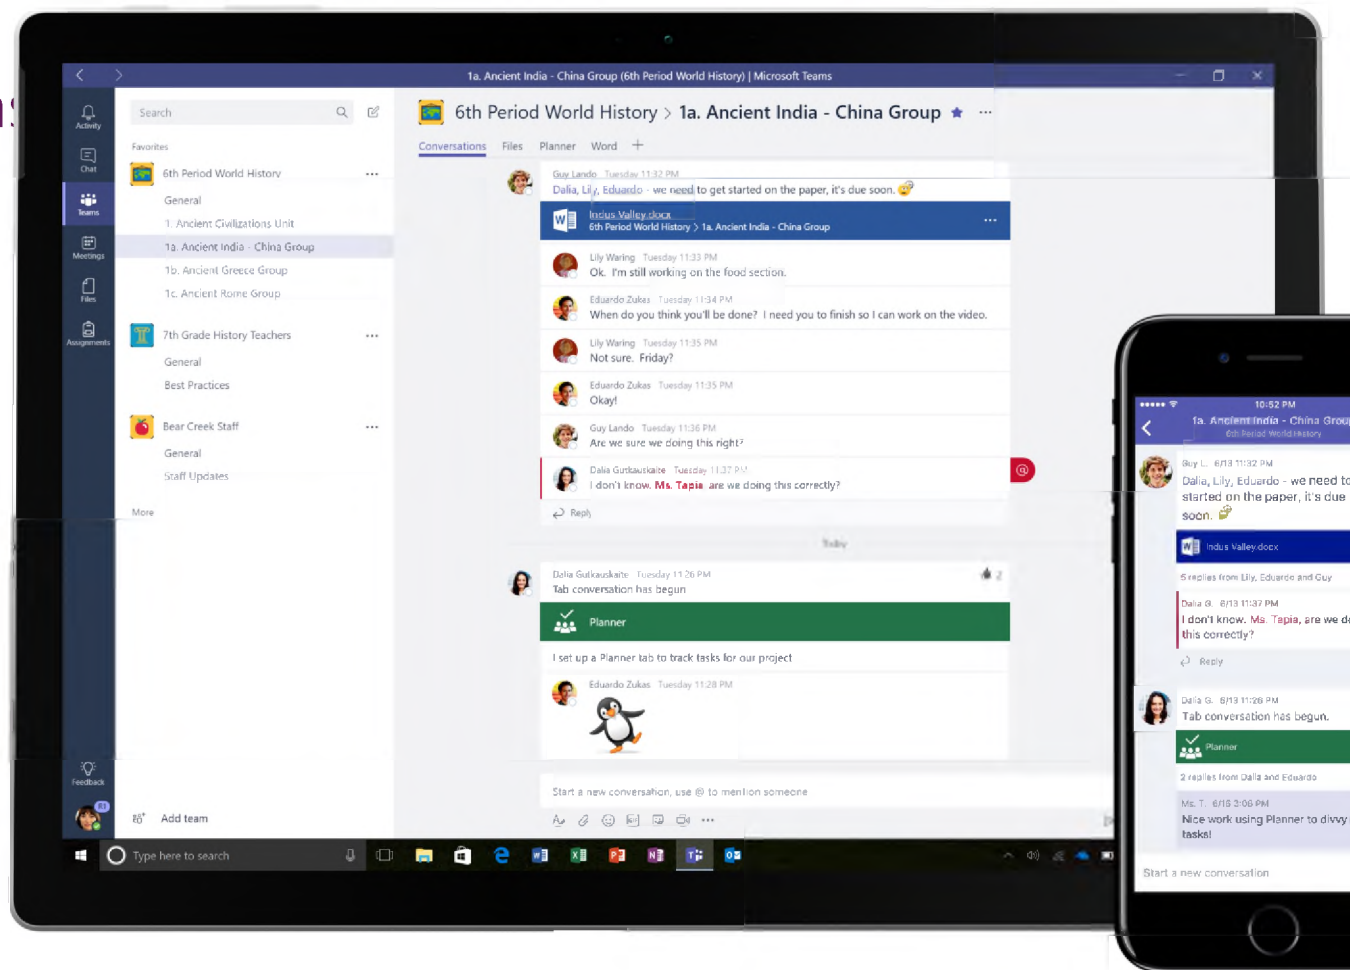 1a. Ancient India - China Group (6th Period World History) | Microsoft Teams
Activity
Chat
Teams
Meetings
Files
Assignments
Feedback
R1
Search
Favorites
6th Period World History
General
1. Ancient Civilizations Unit
1a. Ancient India - China Group
1b. Ancient Greece Group
1c. Ancient Rome Group
7th Grade History Teachers
General
Best Practices
Bear Creek Staff
General
Staff Updates
More
Add team
6th Period World History > 1a. Ancient India - China Group
Conversations Files Planner Word
Guy Lando Tuesday 11:32 PM
Dalia, Lily, Eduardo - we need to get started on the paper, it's due soon.
Indus Valley.docx
6th Period World History > 1a. Ancient India - China Group
Lily Waring Tuesday 11:33 PM
Ok. I'm still working on the food section.
Eduardo Zukas Tuesday 11:34 PM
When do you think you'll be done? I need you to finish so I can work on the video.
Lily Waring Tuesday 11:35 PM
Not sure. Friday?
Eduardo Zukas Tuesday 11:35 PM
Okay!
Guy Lando Tuesday 11:36 PM
Are we sure we doing this right?
Dalia Gutkauskaite Tuesday 11:37 PM
I don't know. Ms. Tapia, are we doing this correctly?
Reply
Today
Dalia Gutkauskaite Tuesday 11:26 PM
2
Tab conversation has begun
Planner
I set up a Planner tab to track tasks for our project
Eduardo Zukas Tuesday 11:28 PM
Start a new conversation, use @ to mention someone
Type here to search
10:52 PM
1a. Ancient India - China Group
6th Period World History
Guy L. 6/13 11:32 PM
Dalia, Lily, Eduardo - we need to
started on the paper, it's due
soon.
Indus Valley.docx
5 replies from Lily, Eduardo and Guy
Dalia G. 6/13 11:37 PM
I don't know. Ms. Tapia, are we do
this correctly?
Reply
Dalia G. 6/13 11:26 PM
Tab conversation has begun.
Planner
2 replies from Dalia and Eduardo
Ms. T. 6/15 3:06 PM
Nice work using Planner to divvy
tasks!
Start a new conversation